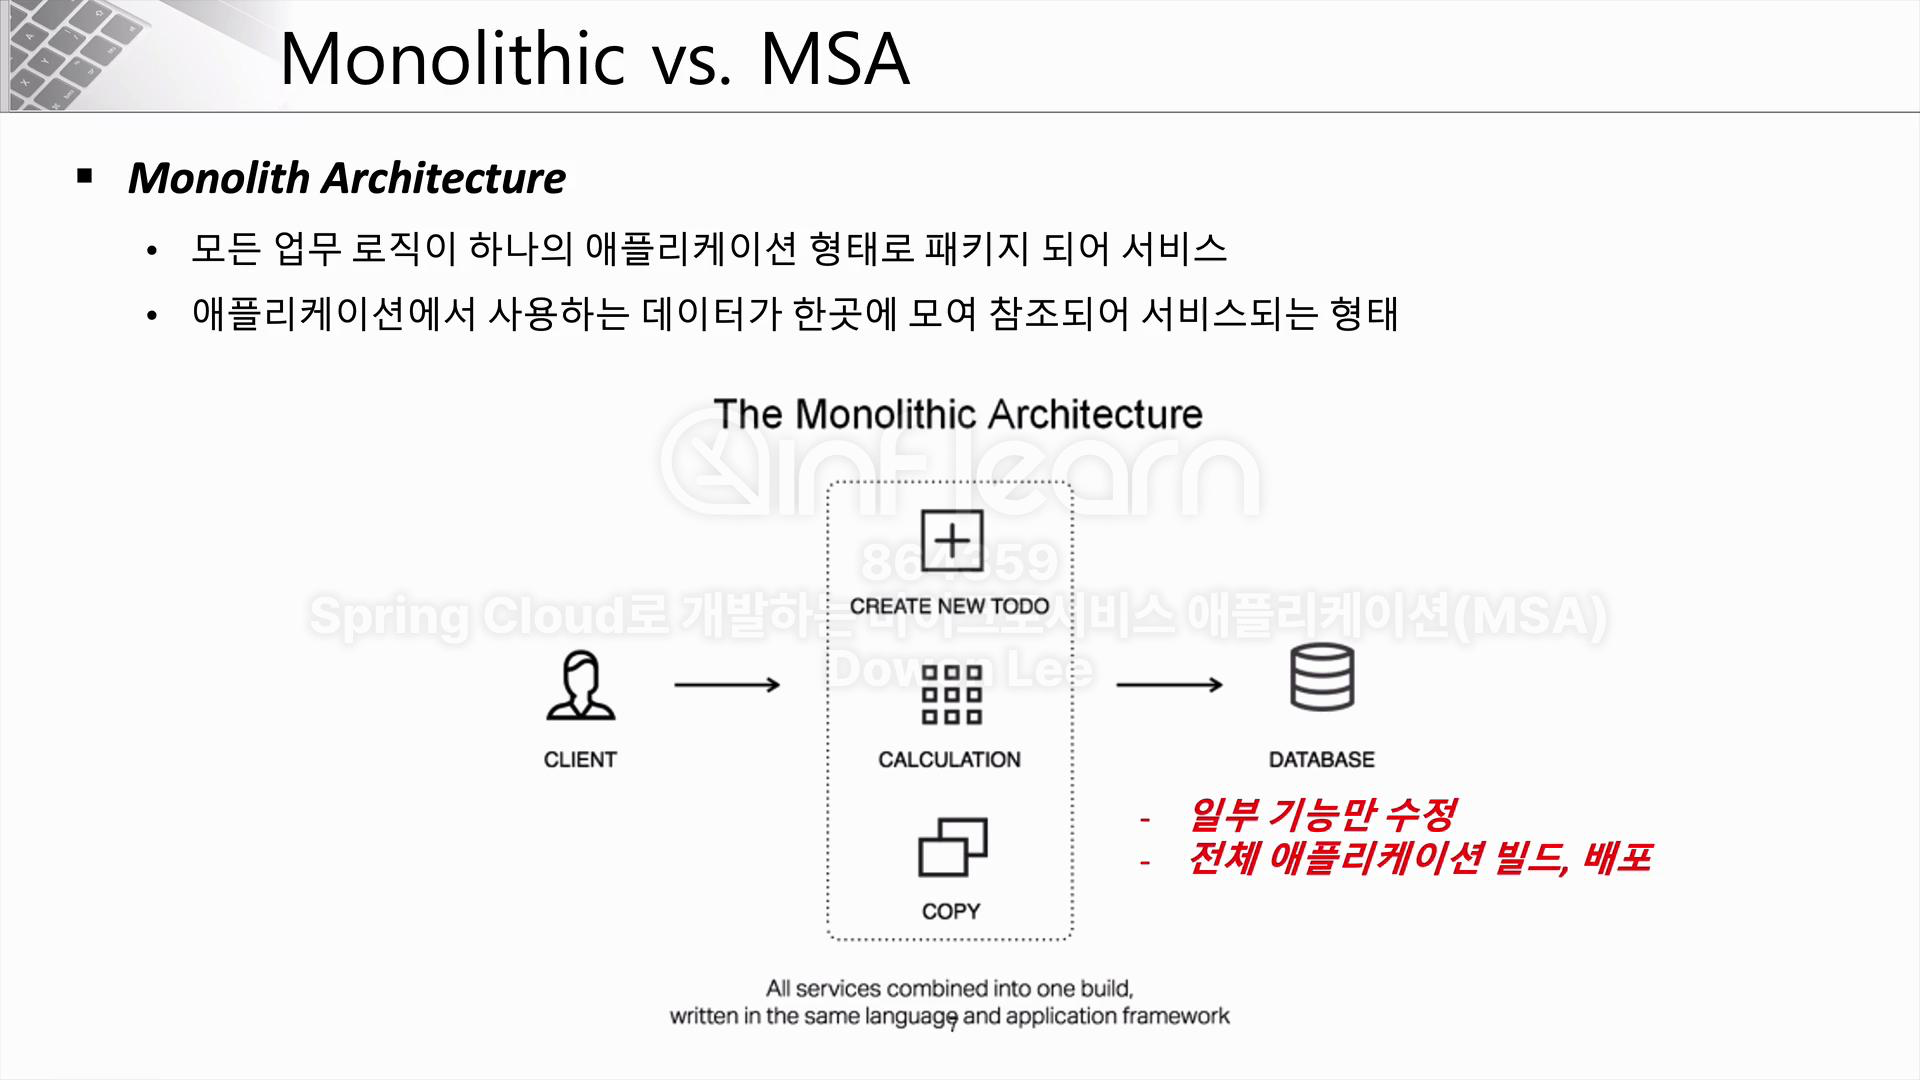 Monolithic vs. MSA
▪ Monolith Architecture
• 모든 업무 로직이 하나의 애플리케이션 형태로 패키지 되어 서비스
• 애플리케이션에서 사용하는 데이터가 한곳에 모여 참조되어 서비스되는 형태
The Monolithic Architecture
inflearn
864359
CREATE NEW TODO
Spring Cloud로 개발하는 마이크로서비스 애플리케이션(MSA)
Dowon Lee
CLIENT
CALCULATION
DATABASE
- 일부 기능만 수정
- 전체 애플리케이션 빌드, 배포
COPY
All services combined into one build,
written in the same language and application framework
7